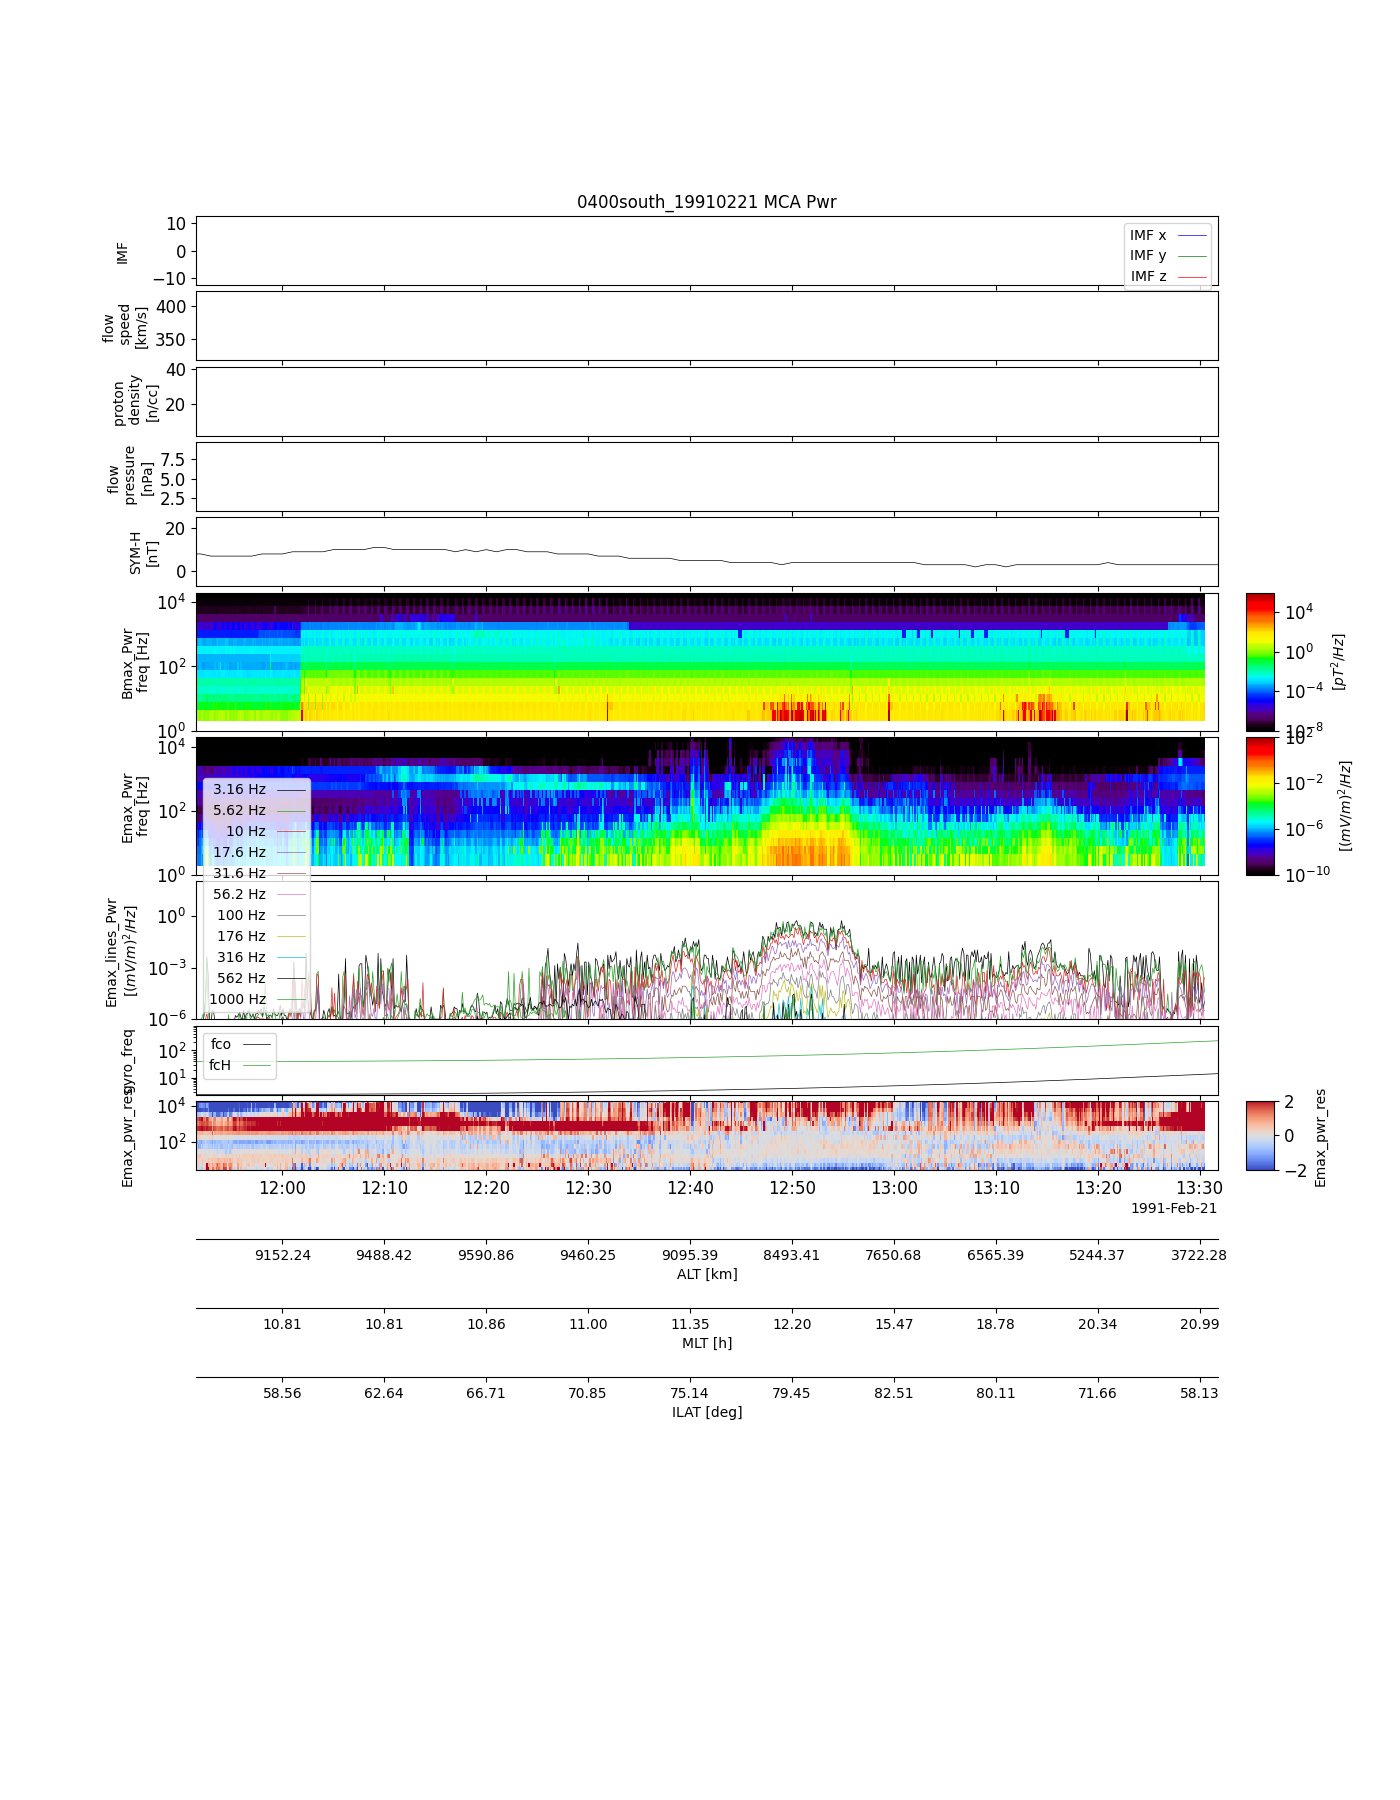 0400south_19910221 MCA Pwr
10
0
−10
IMF
IMF x
IMF y
IMF z
400
350
flow
speed
[km/s]
40
20
proton
density
[n/cc]
7.5
5.0
2.5
flow
pressure
[nPa]
20
0
SYM-H
[nT]
10^4
10^2
10^0
Bmax_Pwr
freq [Hz]
10^4
10^0
10^−4
10^−8
[pT^2/Hz]
10^4
10^2
10^0
Emax_Pwr
freq [Hz]
10^2
10^−2
10^−6
10^−10
[(mV/m)^2/Hz]
3.16 Hz
5.62 Hz
10 Hz
17.6 Hz
31.6 Hz
56.2 Hz
100 Hz
176 Hz
316 Hz
562 Hz
1000 Hz
10^0
10^−3
10^−6
Emax_lines_Pwr
[(mV/m)^2/Hz]
10^2
10^1
gyro_freq
fco
fcH
10^4
10^2
Emax_pwr_res
2
0
−2
Emax_pwr_res
12:00 12:10 12:20 12:30 12:40 12:50 13:00 13:10 13:20 13:30
1991-Feb-21
9152.24 9488.42 9590.86 9460.25 9095.39 8493.41 7650.68 6565.39 5244.37 3722.28
ALT [km]
10.81 10.81 10.86 11.00 11.35 12.20 15.47 18.78 20.34 20.99
MLT [h]
58.56 62.64 66.71 70.85 75.14 79.45 82.51 80.11 71.66 58.13
ILAT [deg]